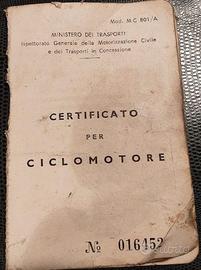 Mod. M C 801/A
MINISTERO DEI TRASPORTI
Ispettorato Generale della Motorizzazione Civile
e dei Trasporti in Concessione
CERTIFICATO
PER
CICLOMOTORE
№ 016452